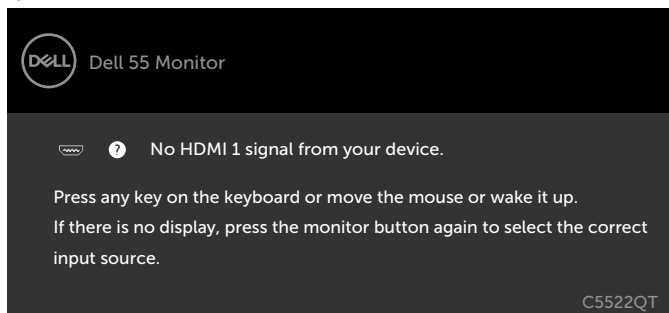 DELL Dell 55 Monitor
? No HDMI 1 signal from your device.
Press any key on the keyboard or move the mouse or wake it up.
If there is no display, press the monitor button again to select the correct
input source.
C5522QT